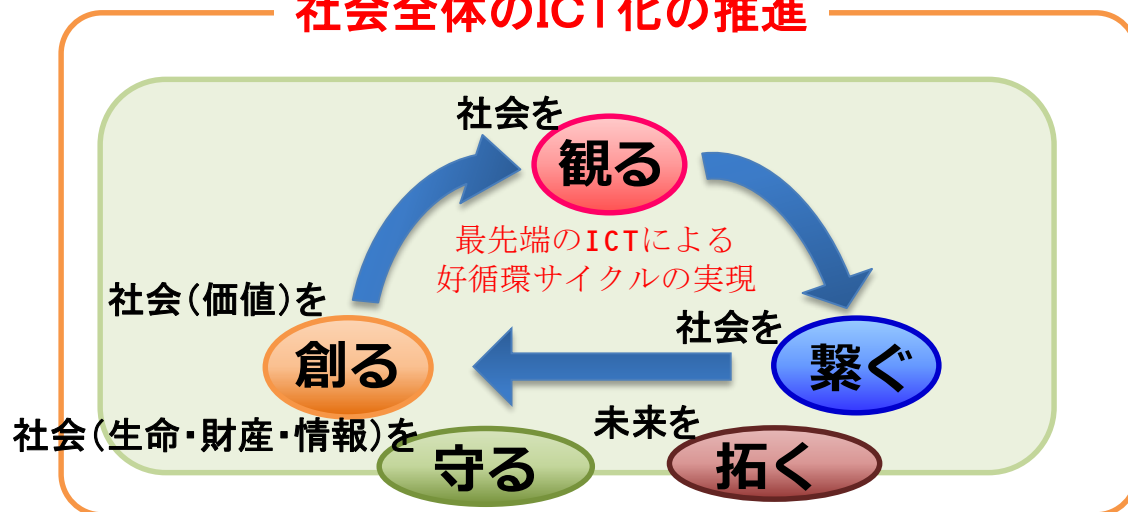 社会全体のICT化の推進
社会を
観る
最先端のICTによる
好循環サイクルの実現
社会（価値）を
創る
社会を
繋ぐ
社会（生命・財産・情報）を
守る
未来を
拓く